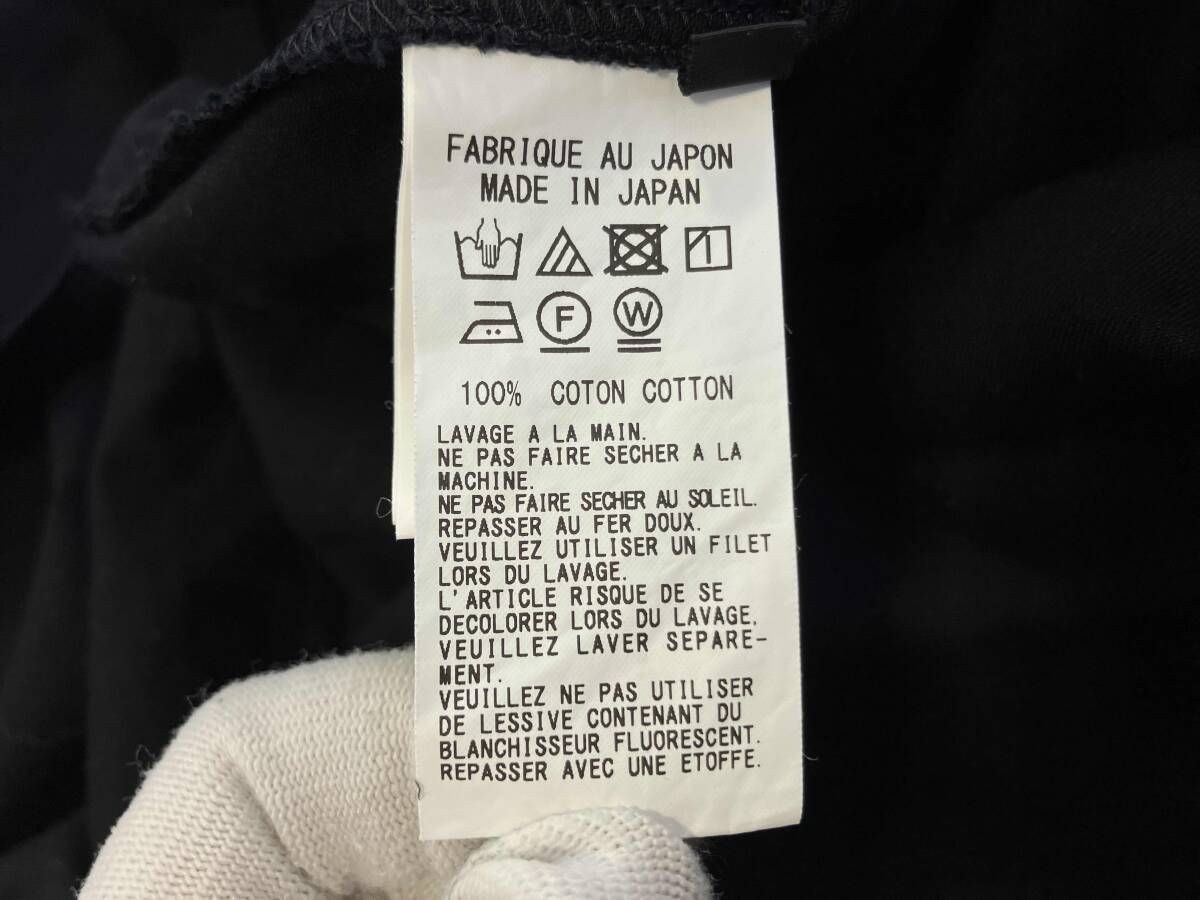 FABRIQUE AU JAPON
MADE IN JAPAN
F
W
100% COTON COTTON
LAVAGE A LA MAIN.
NE PAS FAIRE SECHER A LA
MACHINE.
NE PAS FAIRE SECHER AU SOLEIL.
REPASSER AU FER DOUX.
VEUILLEZ UTILISER UN FILET
LORS DU LAVAGE.
L'ARTICLE RISQUE DE SE
DECOLORER LORS DU LAVAGE,
VEUILLEZ LAVER SEPARE-
MENT.
VEUILLEZ NE PAS UTILISER
DE LESSIVE CONTENANT DU
BLANCHISSEUR FLUORESCENT.
REPASSER AVEC UNE ETOFFE.